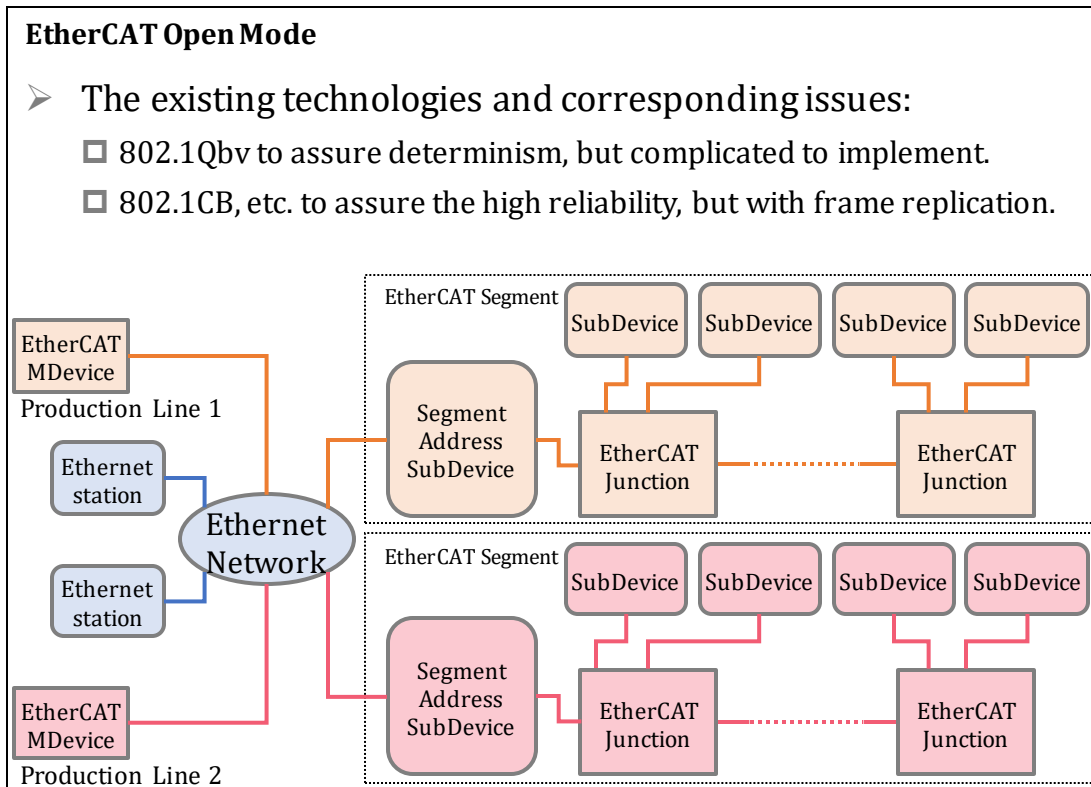 EtherCAT Open Mode
The existing technologies and corresponding issues:
802.1Qbv to assure determinism, but complicated to implement.
802.1CB, etc. to assure the high reliability, but with frame replication.
EtherCAT
MDevice
Production Line 1
Ethernet
station
Ethernet
Network
Ethernet
station
EtherCAT
MDevice
Production Line 2
EtherCAT Segment
SubDevice
SubDevice
SubDevice
SubDevice
Segment
Address
SubDevice
EtherCAT
Junction
EtherCAT
Junction
EtherCAT Segment
SubDevice
SubDevice
SubDevice
SubDevice
Segment
Address
SubDevice
EtherCAT
Junction
EtherCAT
Junction